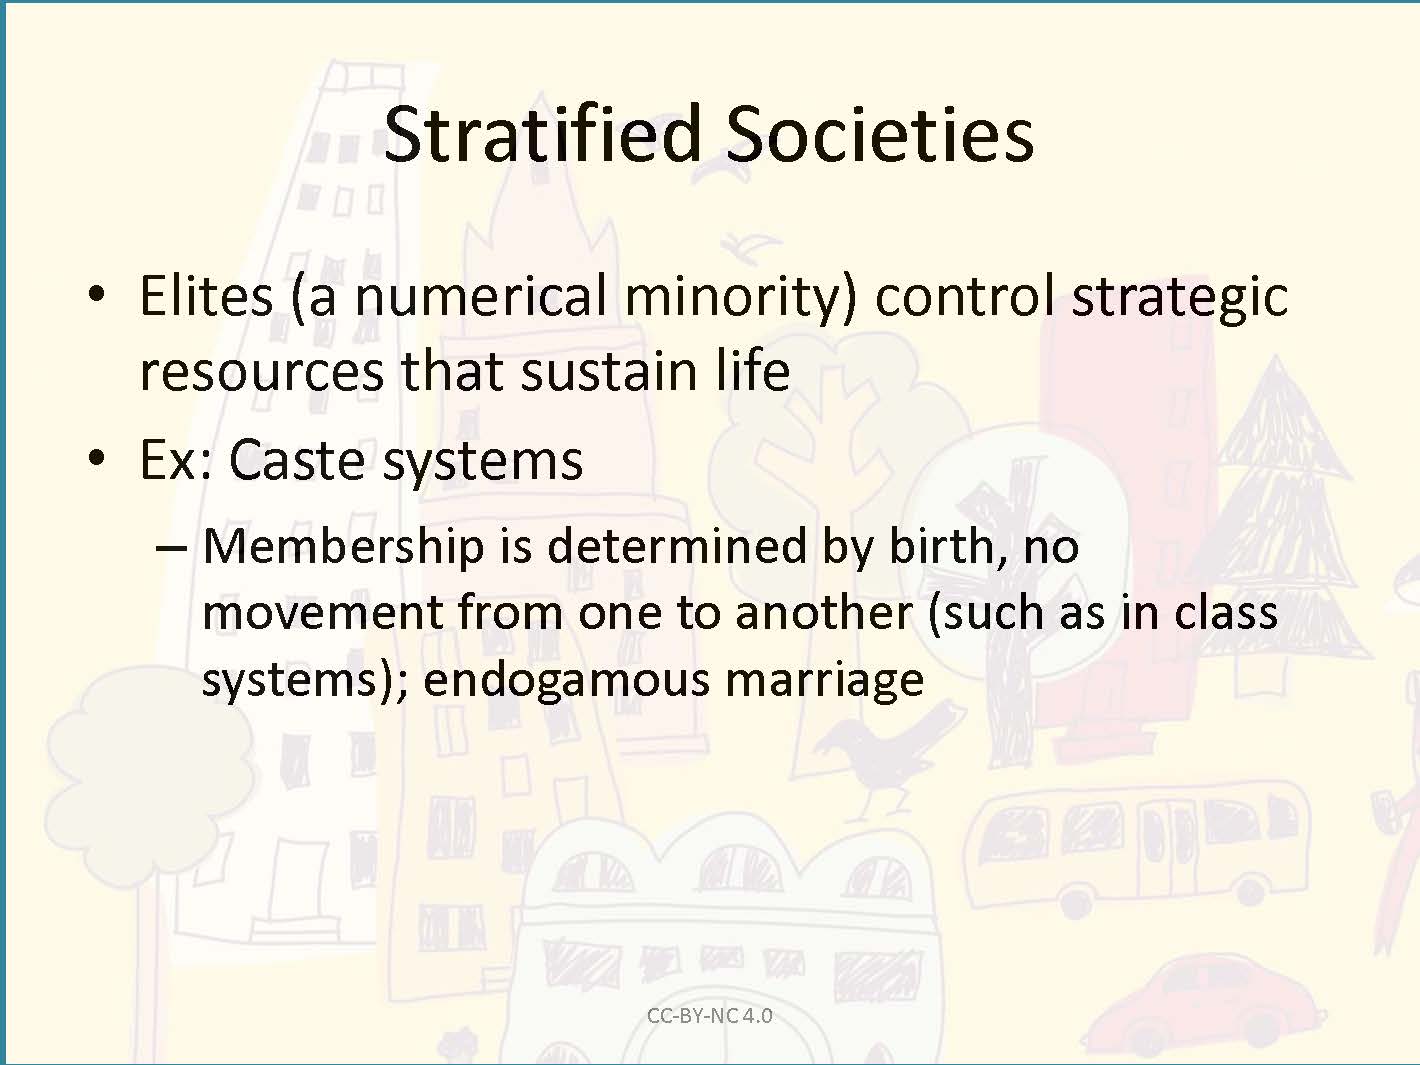 Stratified Societies
• Elites (a numerical minority) control strategic
resources that sustain life
• Ex: Caste systems
– Membership is determined by birth, no
movement from one to another (such as in class
systems); endogamous marriage
CC-BY-NC 4.0